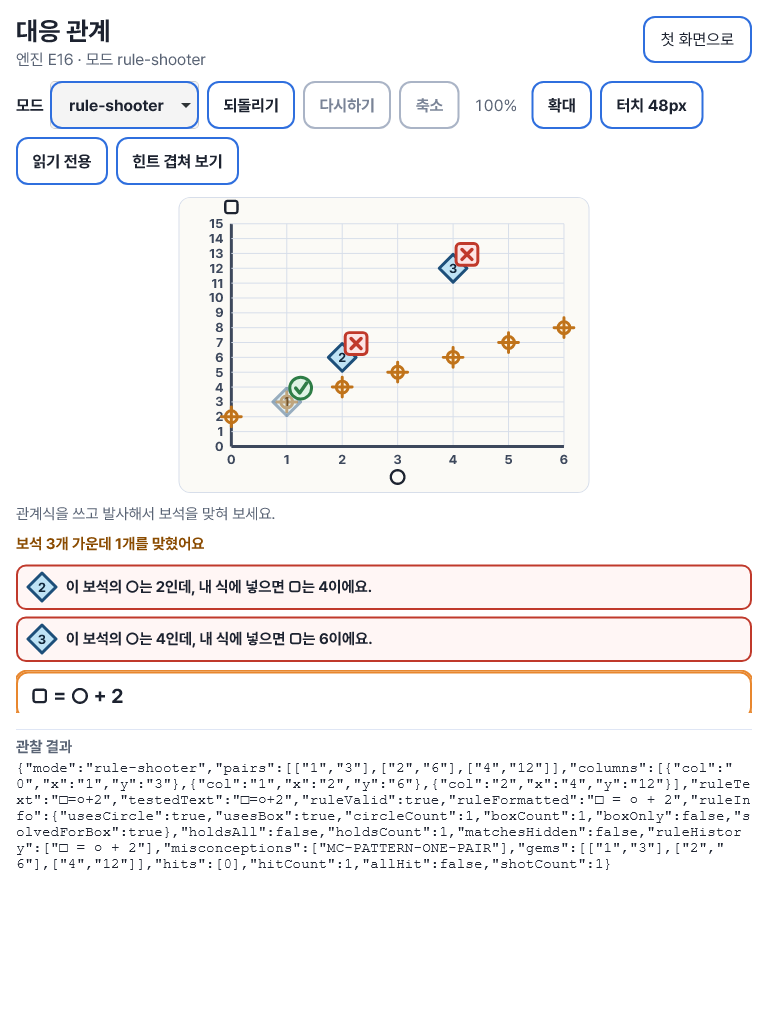 대응 관계
엔진 E16 · 모드 rule-shooter
첫 화면으로
모드 rule-shooter 되돌리기 다시하기 축소 100% 확대 터치 48px
읽기 전용 힌트 겹쳐 보기
□
15
14
13
12
11
10
9
8
7
6
5
4
3
2
1
0
3
2
1
0 1 2 3 4 5 6
○
관계식을 쓰고 발사해서 보석을 맞혀 보세요.
보석 3개 가운데 1개를 맞혔어요
2 이 보석의 ○는 2인데, 내 식에 넣으면 □는 4이에요.
3 이 보석의 ○는 4인데, 내 식에 넣으면 □는 6이에요.
□ = ○ + 2
관찰 결과
{"mode":"rule-shooter","pairs":[["1","3"],["2","6"],["4","12"]],"columns":[{"col":"
0","x":"1","y":"3"},{"col":"1","x":"2","y":"6"},{"col":"2","x":"4","y":"12"}],"ruleTe
xt":"□=○+2","testedText":"□=○+2","ruleValid":true,"ruleFormatted":"□ = ○ + 2","ruleIn
fo":{"usesCircle":true,"usesBox":true,"circleCount":1,"boxCount":1,"boxOnly":false,"s
olvedForBox":true},"holdsAll":false,"holdsCount":1,"matchesHidden":false,"ruleHistor
y":["□ = ○ + 2"],"misconceptions":["MC-PATTERN-ONE-PAIR"],"gems":[["1","3"],["2","
6"],["4","12"]],"hits":[0],"hitCount":1,"allHit":false,"shotCount":1}